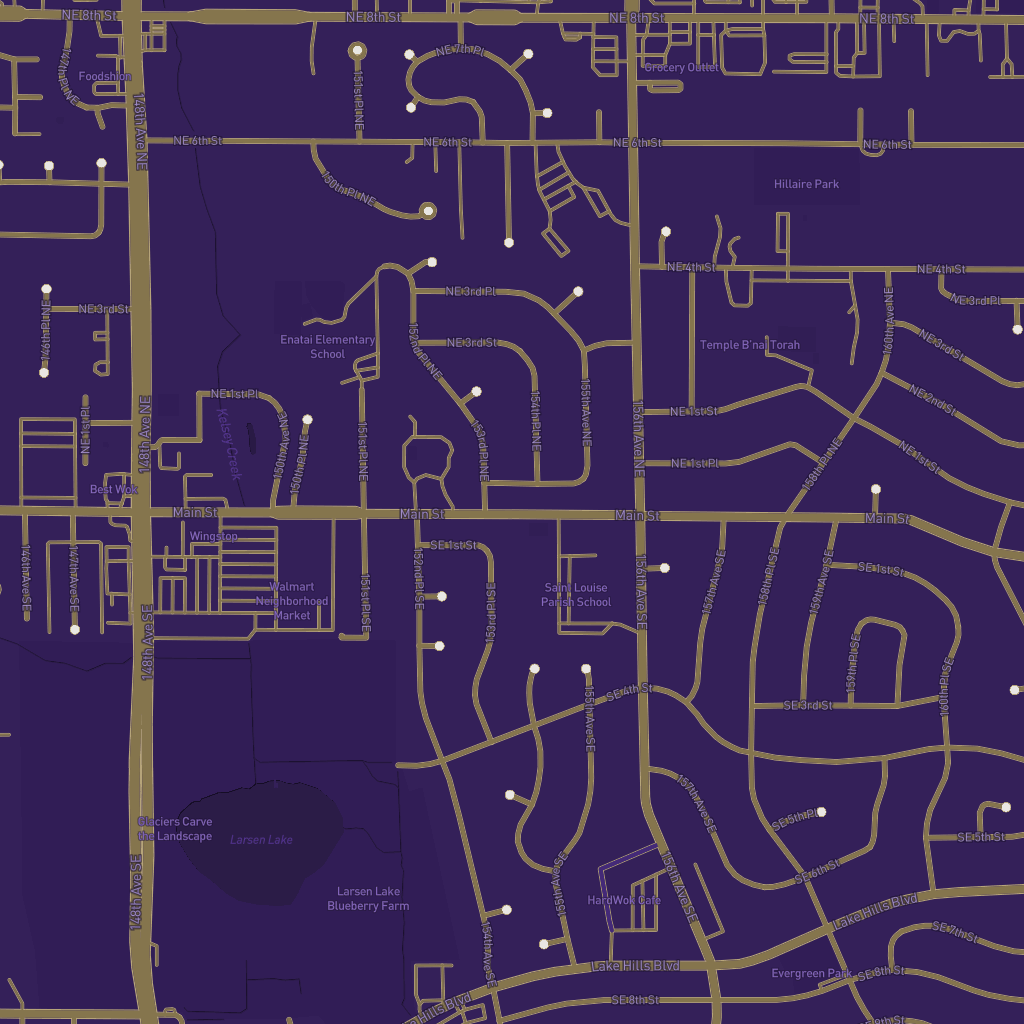 NE 8th St
NE 8th St
NE 8th St
NE 8th St
147th Pl NE
Foodshion
148th Ave NE
151st Pl NE
NE 7th Pl
Grocery Outlet
NE 6th St
NE 6th St
NE 6th St
NE 6th St
150th Pl NE
Hillaire Park
NE 4th St
NE 4th St
NE 3rd Pl
NE 3rd Pl
NE 3rd St
146th Pl NE
Enatai Elementary
School
152nd Pl NE
NE 3rd St
Temple B'nai Torah
160th Ave NE
NE 3rd St
NE 1st Pl
NE 1st Pl
148th Ave NE
Kelsey Creek
150th Ave NE
150th Pl NE
151st Pl NE
153rd Pl NE
154th Pl NE
155th Ave NE
156th Ave NE
NE 1st St
NE 2nd St
NE 1st St
NE 1st Pl
158th Pl NE
Best Wok
Main St
Main St
Main St
Main St
Wingstop
146th Ave SE
147th Ave SE
Walmart
Neighborhood
Market
151st Pl SE
152nd Pl SE
SE 1st St
153rd Pl SE
Saint Louise
Parish School
156th Ave SE
157th Ave SE
158th Pl SE
159th Ave SE
SE 1st St
148th Ave SE
159th Pl SE
160th Pl SE
SE 4th St
SE 3rd St
155th Ave SE
157th Ave SE
SE 5th Pl
SE 5th St
Glaciers Carve
the Landscape
Larsen Lake
SE 6th St
148th Ave SE
Larsen Lake
Blueberry Farm
155th Ave SE
HardWok Cafe
156th Ave SE
Lake Hills Blvd
SE 7th St
154th Ave SE
Lake Hills Blvd
Evergreen Park
SE 8th St
SE 8th St
e Hills Blvd
SE 8th St